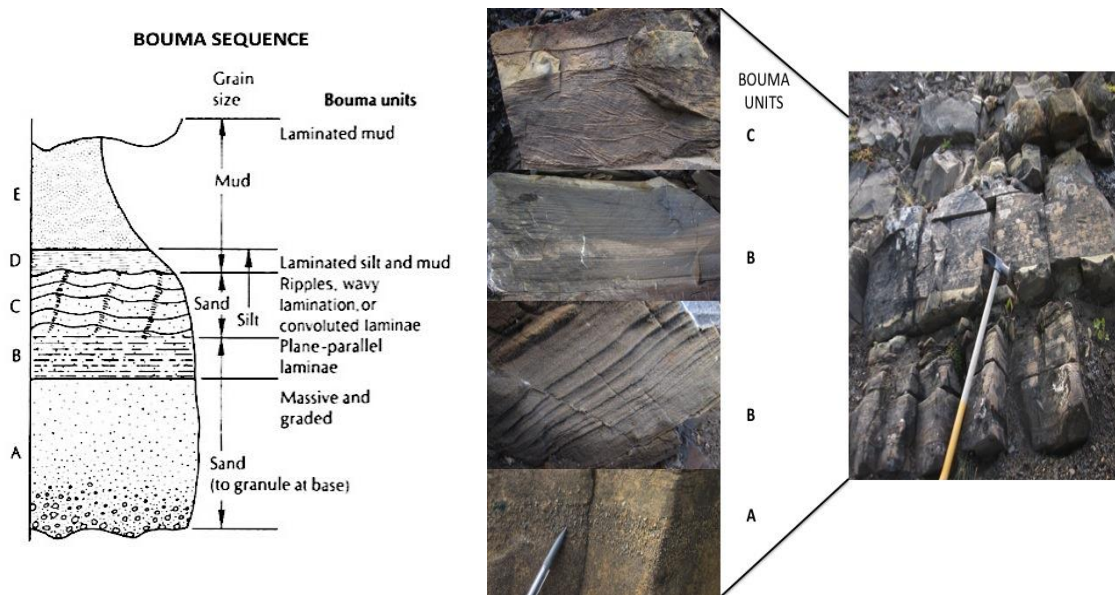 BOUMA SEQUENCE
Grain
size
Bouma units
E
D
C
B
A
Mud
Sand
Silt
Sand
(to granule at base)
Laminated mud
Laminated silt and mud
Ripples, wavy
lamination, or
convoluted laminae
Plane-parallel
laminae
Massive and
graded
BOUMA
UNITS
C
B
B
A